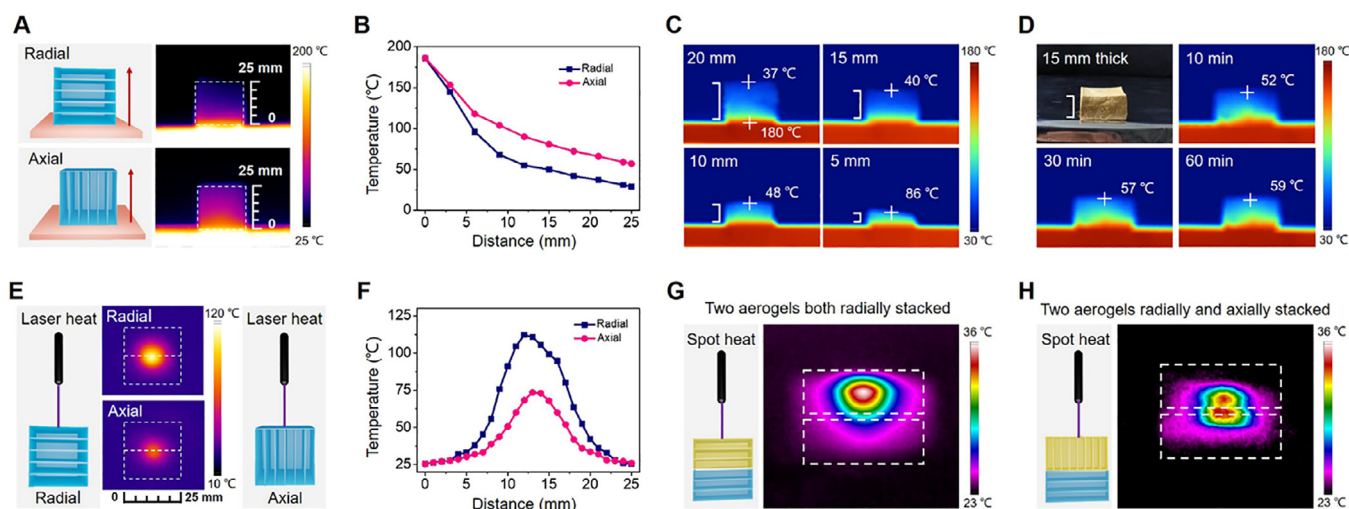 A
Radial
25 mm
0
Axial
25 mm
0
200 ℃
25 ℃
B
Temperature (℃)
200
150
100
50
0
Radial
Axial
0 5 10 15 20 25
Distance (mm)
C
20 mm
37 ℃
180 ℃
15 mm
40 ℃
10 mm
48 ℃
5 mm
86 ℃
180 ℃
30 ℃
D
15 mm thick
10 min
52 ℃
30 min
57 ℃
60 min
59 ℃
180 ℃
30 ℃
E
Laser heat
Radial
Radial
Axial
0 25 mm
120 ℃
10 ℃
Laser heat
Axial
F
Temperature (℃)
125
100
75
50
25
Radial
Axial
0 5 10 15 20 25
Distance (mm)
G
Two aerogels both radially stacked
Spot heat
36 ℃
23 ℃
H
Two aerogels radially and axially stacked
Spot heat
36 ℃
23 ℃